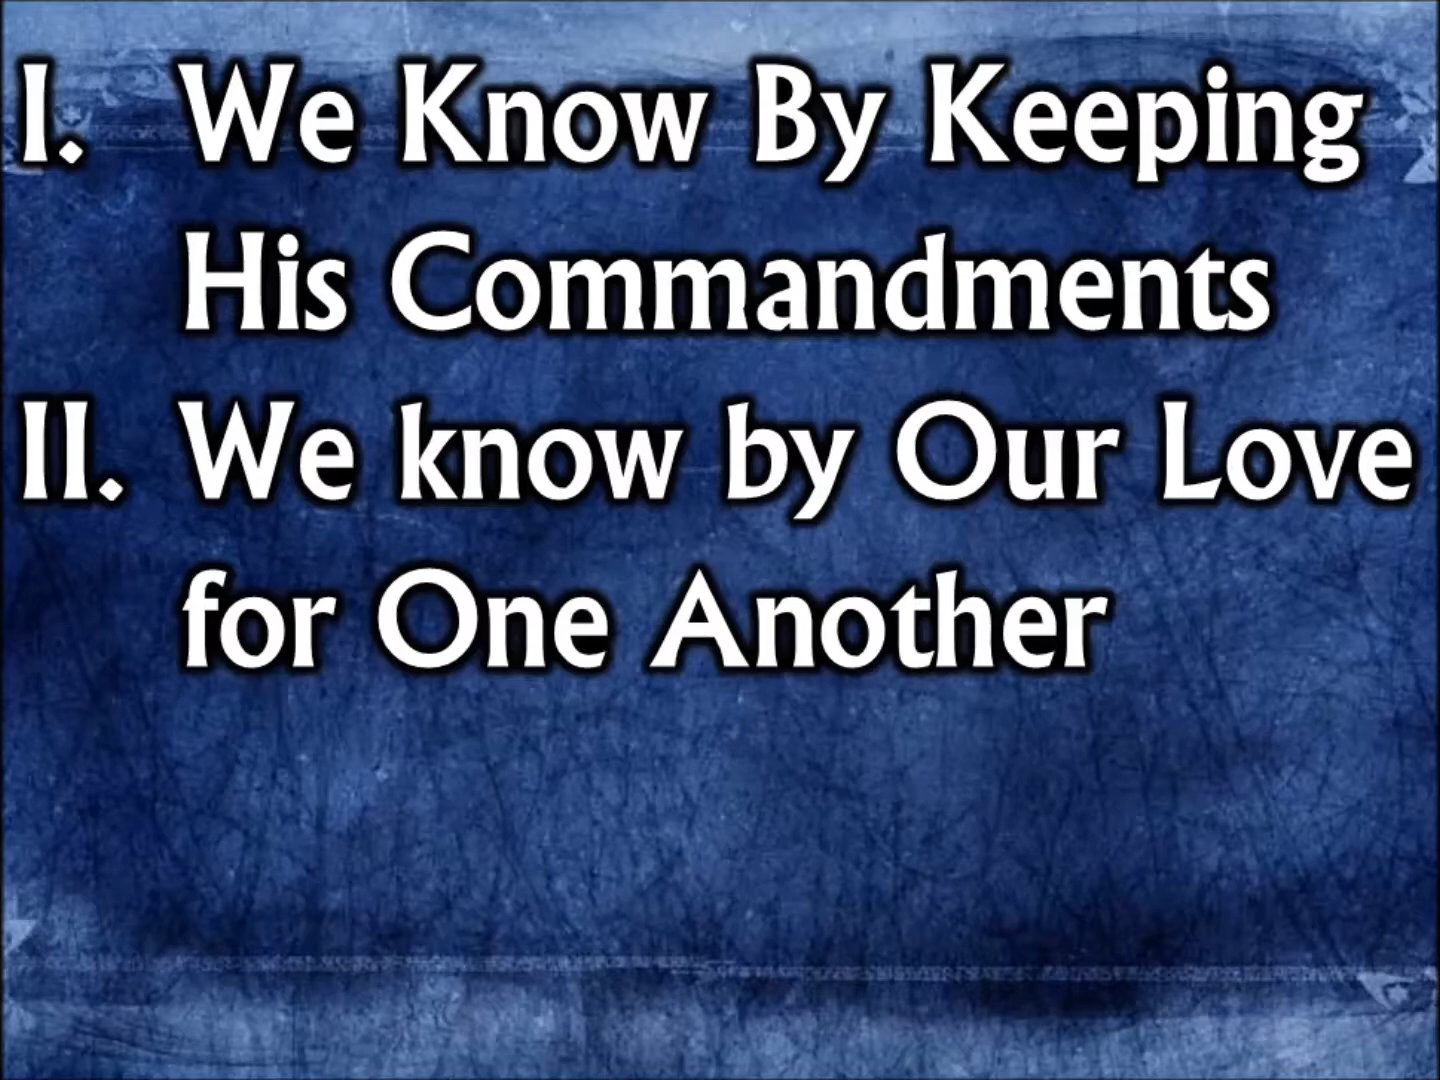 I. We Know By Keeping
His Commandments
II. We know by Our Love
for One Another